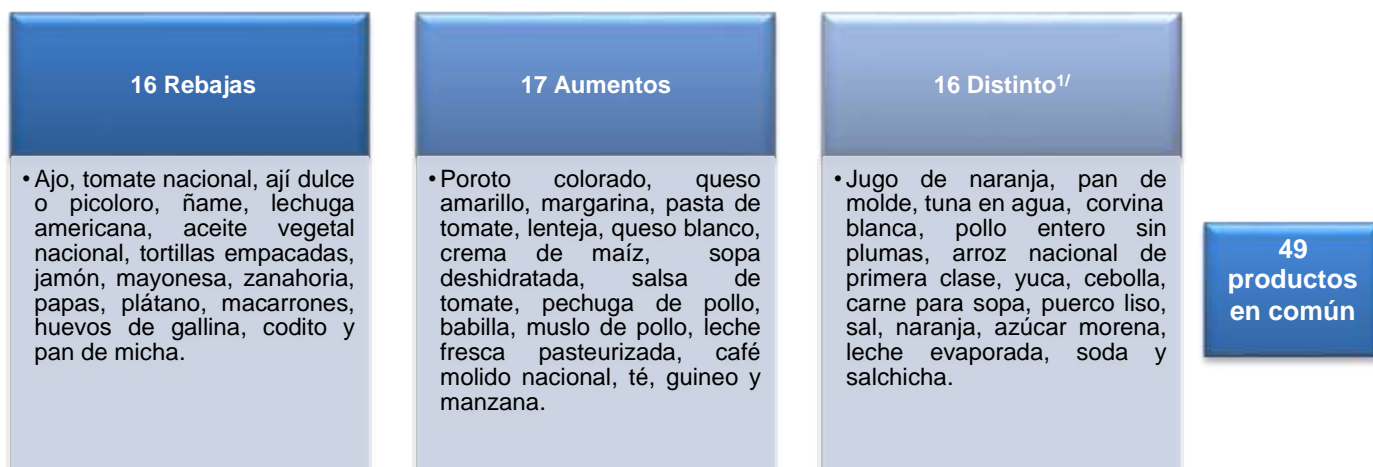 16 Rebajas
• Ajo, tomate nacional, ají dulce
o picoloro, ñame, lechuga
americana, aceite vegetal
nacional, tortillas empacadas,
jamón, mayonesa, zanahoria,
papas, plátano, macarrones,
huevos de gallina, codito y
pan de micha.
17 Aumentos
• Poroto colorado, queso
amarillo, margarina, pasta de
tomate, lenteja, queso blanco,
crema de maíz, sopa
deshidratada, salsa de
tomate, pechuga de pollo,
babilla, muslo de pollo, leche
fresca pasteurizada, café
molido nacional, té, guineo y
manzana.
16 Distinto1/
• Jugo de naranja, pan de
molde, tuna en agua, corvina
blanca, pollo entero sin
plumas, arroz nacional de
primera clase, yuca, cebolla,
carne para sopa, puerco liso,
sal, naranja, azúcar morena,
leche evaporada, soda y
salchicha.
49
productos
en común